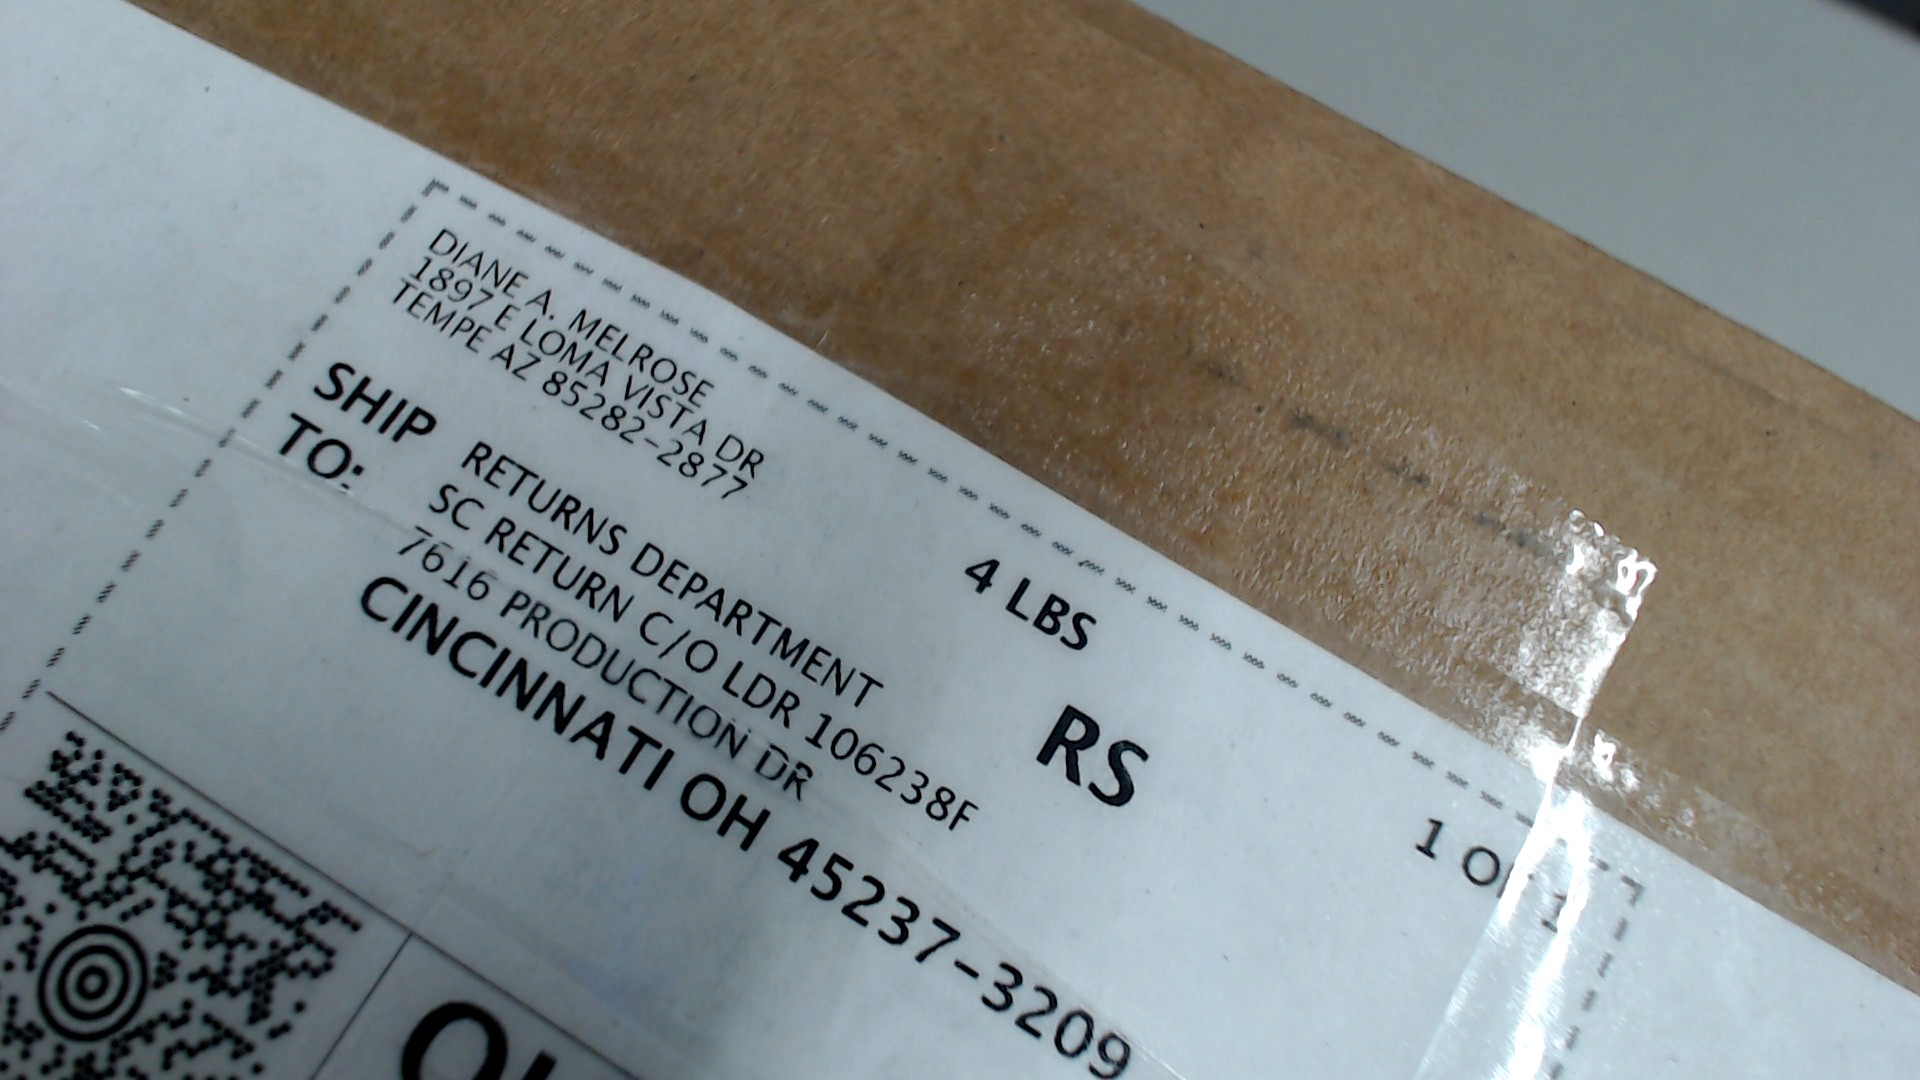 DIANE A. MELROSE
1897 E LOMA VISTA DR
TEMPE AZ 85282-2877
4 LBS
RS
1 OF 1
SHIP
TO:
RETURNS DEPARTMENT
SC RETURN C/O LDR 106238F
7616 PRODUCTION DR
CINCINNATI OH 45237-3209